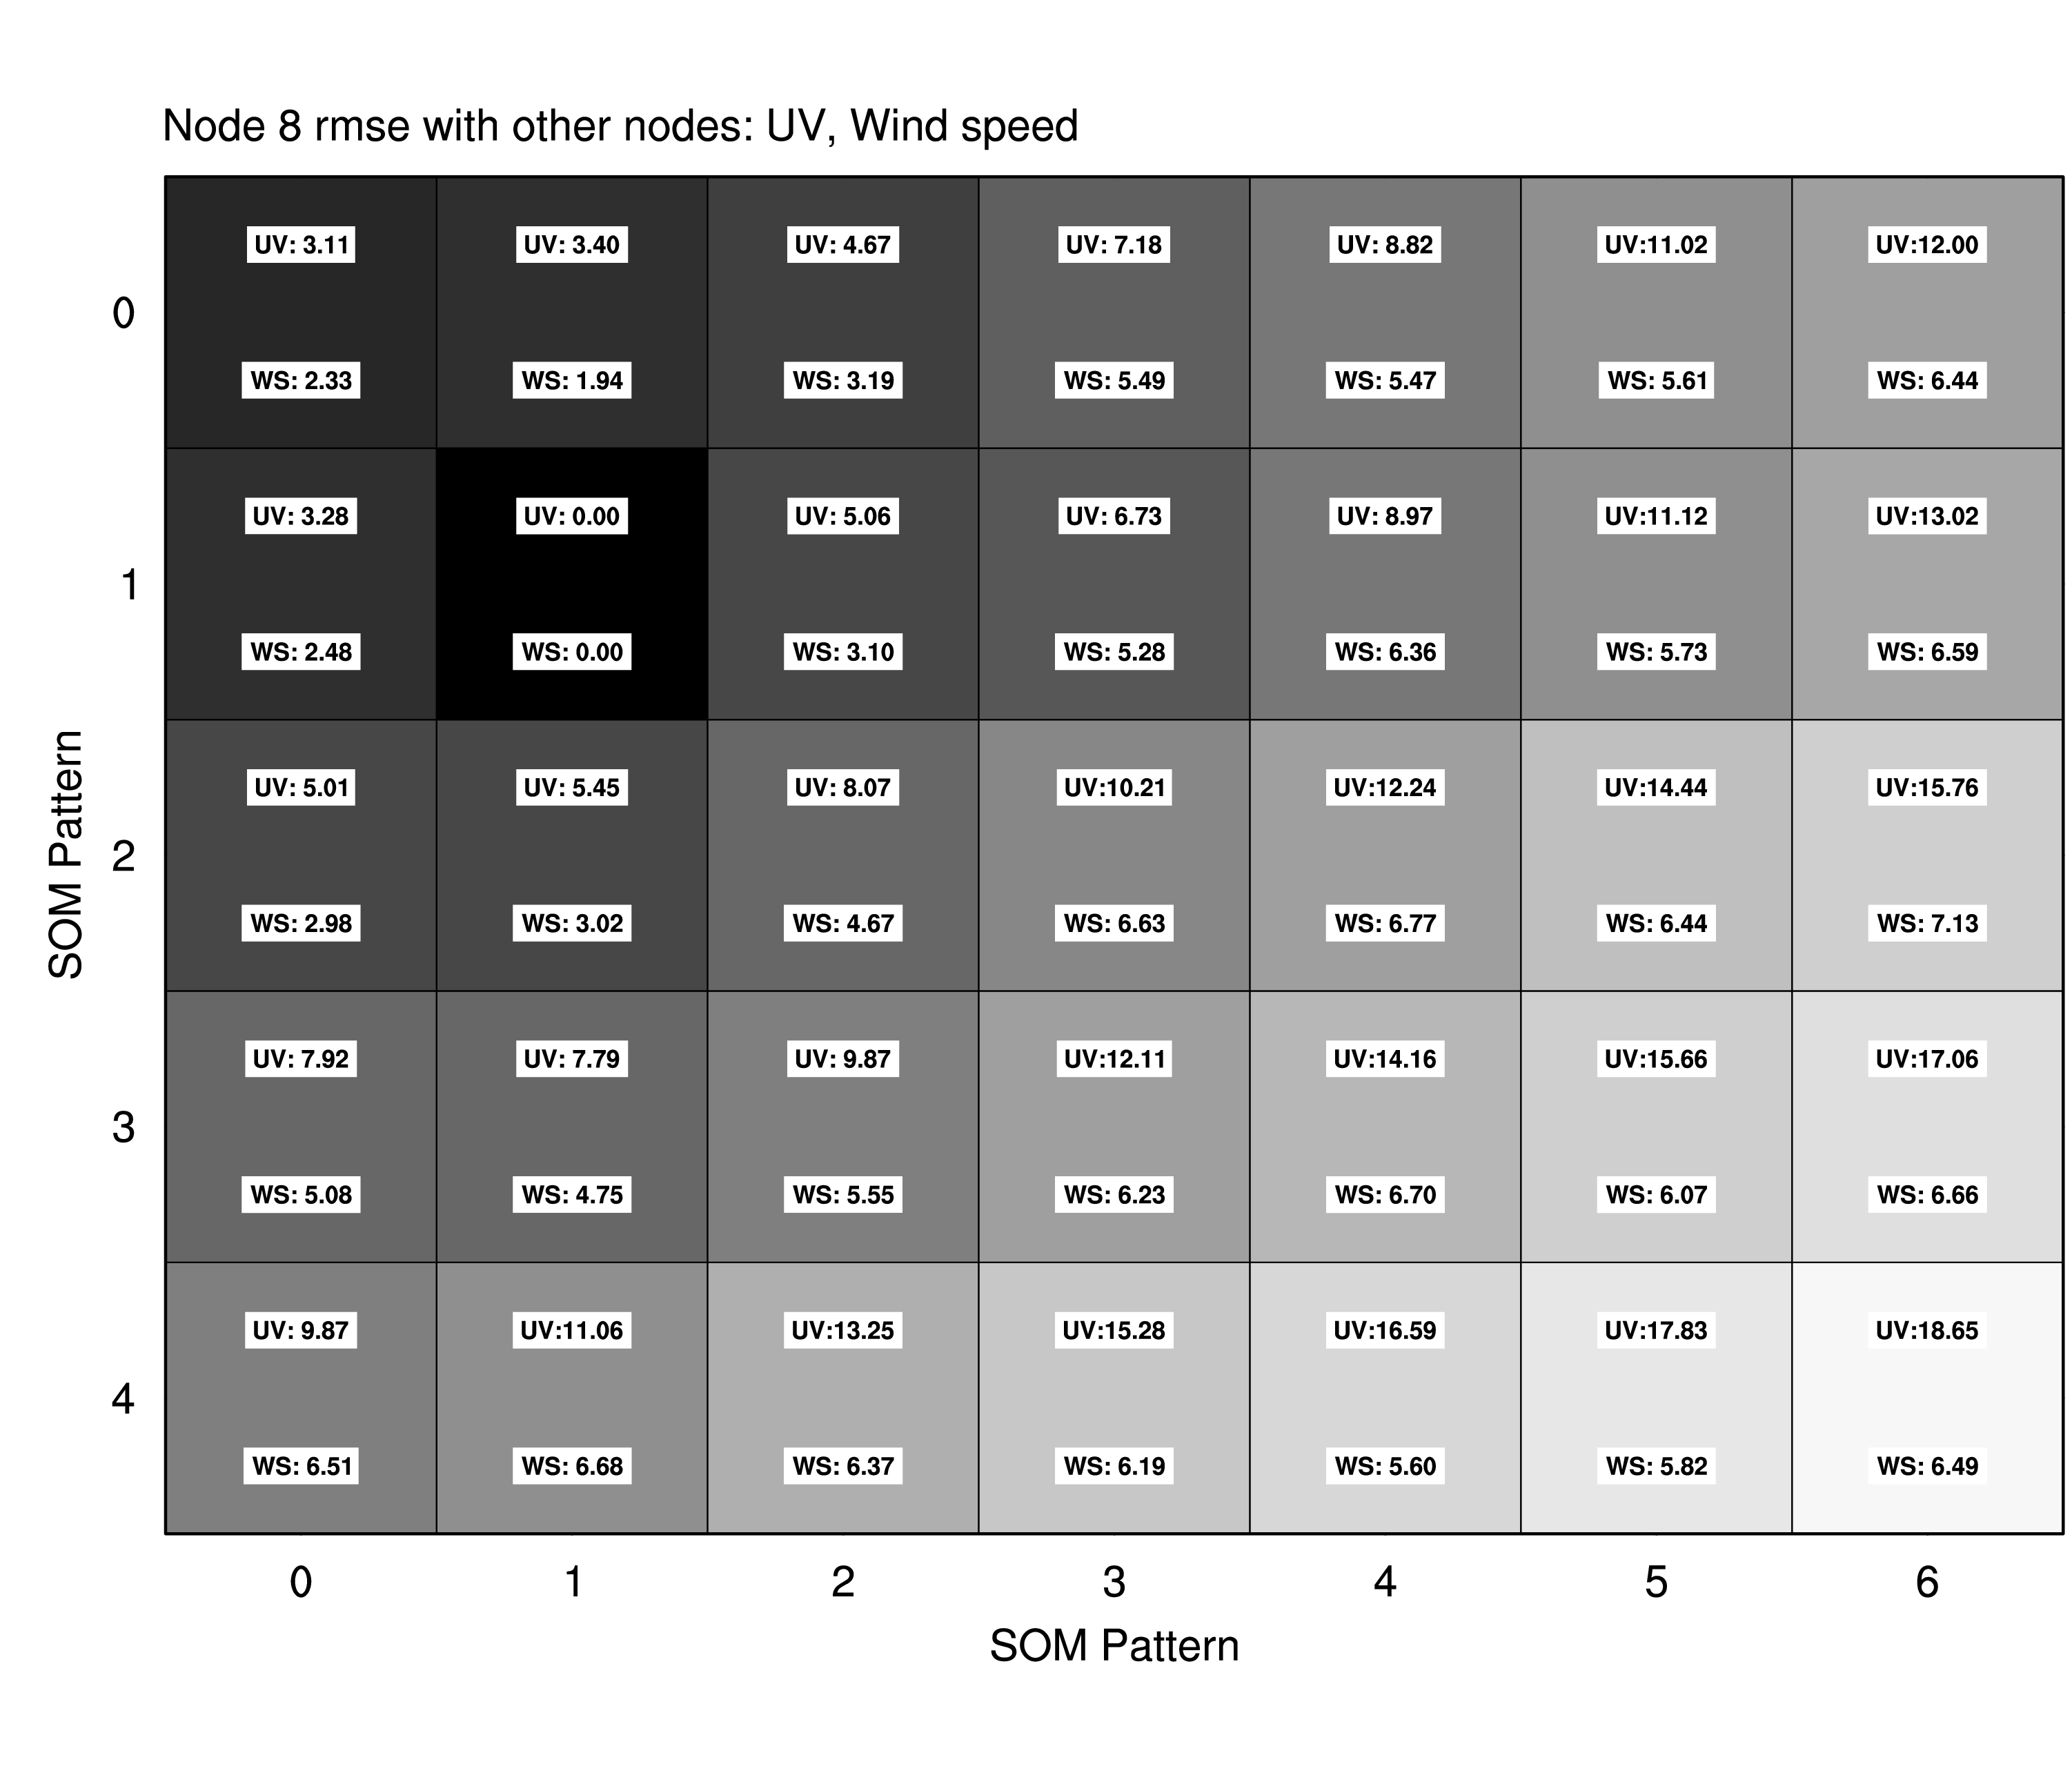 Node 8 rmse with other nodes: UV, Wind speed
UV: 3.11 UV: 3.40 UV: 4.67 UV: 7.18 UV: 8.82 UV:11.02 UV:12.00
0
WS: 2.33 WS: 1.94 WS: 3.19 WS: 5.49 WS: 5.47 WS: 5.61 WS: 6.44
UV: 3.28 UV: 0.00 UV: 5.06 UV: 6.73 UV: 8.97 UV:11.12 UV:13.02
1
WS: 2.48 WS: 0.00 WS: 3.10 WS: 5.28 WS: 6.36 WS: 5.73 WS: 6.59
SOM Pattern
UV: 5.01 UV: 5.45 UV: 8.07 UV:10.21 UV:12.24 UV:14.44 UV:15.76
2
WS: 2.98 WS: 3.02 WS: 4.67 WS: 6.63 WS: 6.77 WS: 6.44 WS: 7.13
UV: 7.92 UV: 7.79 UV: 9.87 UV:12.11 UV:14.16 UV:15.66 UV:17.06
3
WS: 5.08 WS: 4.75 WS: 5.55 WS: 6.23 WS: 6.70 WS: 6.07 WS: 6.66
UV: 9.87 UV:11.06 UV:13.25 UV:15.28 UV:16.59 UV:17.83 UV:18.65
4
WS: 6.51 WS: 6.68 WS: 6.37 WS: 6.19 WS: 5.60 WS: 5.82 WS: 6.49
0 1 2 3 4 5 6
SOM Pattern